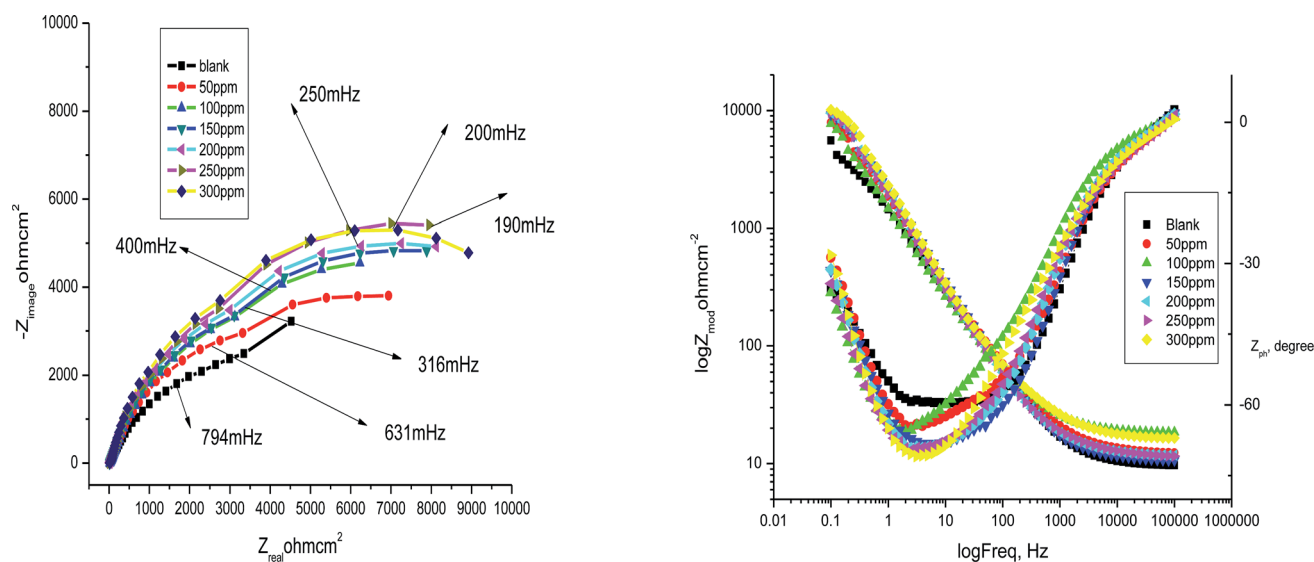 10000
8000
6000
4000
2000
0
-Z_image ohmcm²
blank
50ppm
100ppm
150ppm
200ppm
250ppm
300ppm
250mHz
200mHz
190mHz
400mHz
316mHz
631mHz
794mHz
0 1000 2000 3000 4000 5000 6000 7000 8000 9000 10000
Z_real ohmcm²
10000
1000
100
10
logZ_mod ohmcm⁻²
0
-30
-60
Z_ph, degree
Blank
50ppm
100ppm
150ppm
200ppm
250ppm
300ppm
0.01 0.1 1 10 100 1000 10000 100000 1000000
logFreq, Hz